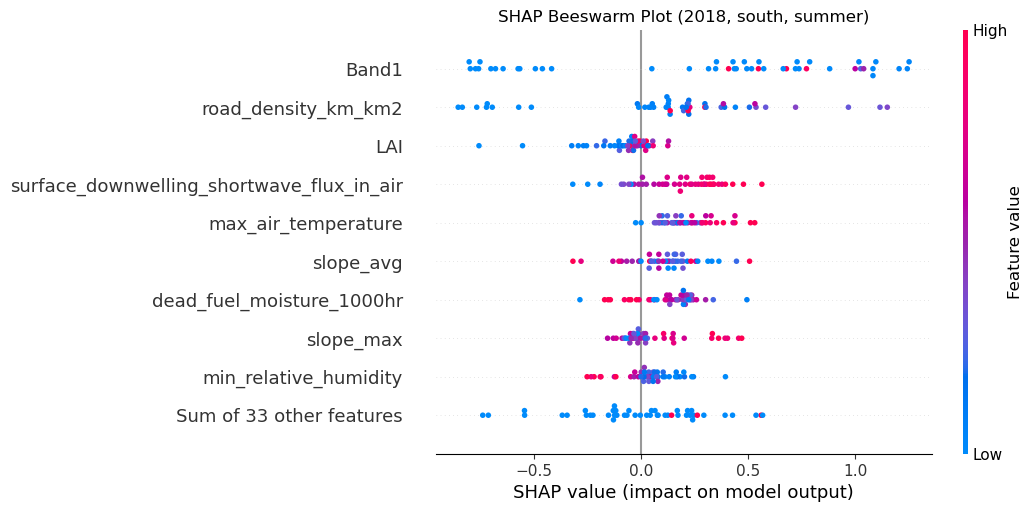 SHAP Beeswarm Plot (2018, south, summer)
High
Band1
road_density_km_km2
LAI
surface_downwelling_shortwave_flux_in_air
max_air_temperature
slope_avg
dead_fuel_moisture_1000hr
slope_max
min_relative_humidity
Sum of 33 other features
Feature value
Low
−0.5 0.0 0.5 1.0
SHAP value (impact on model output)